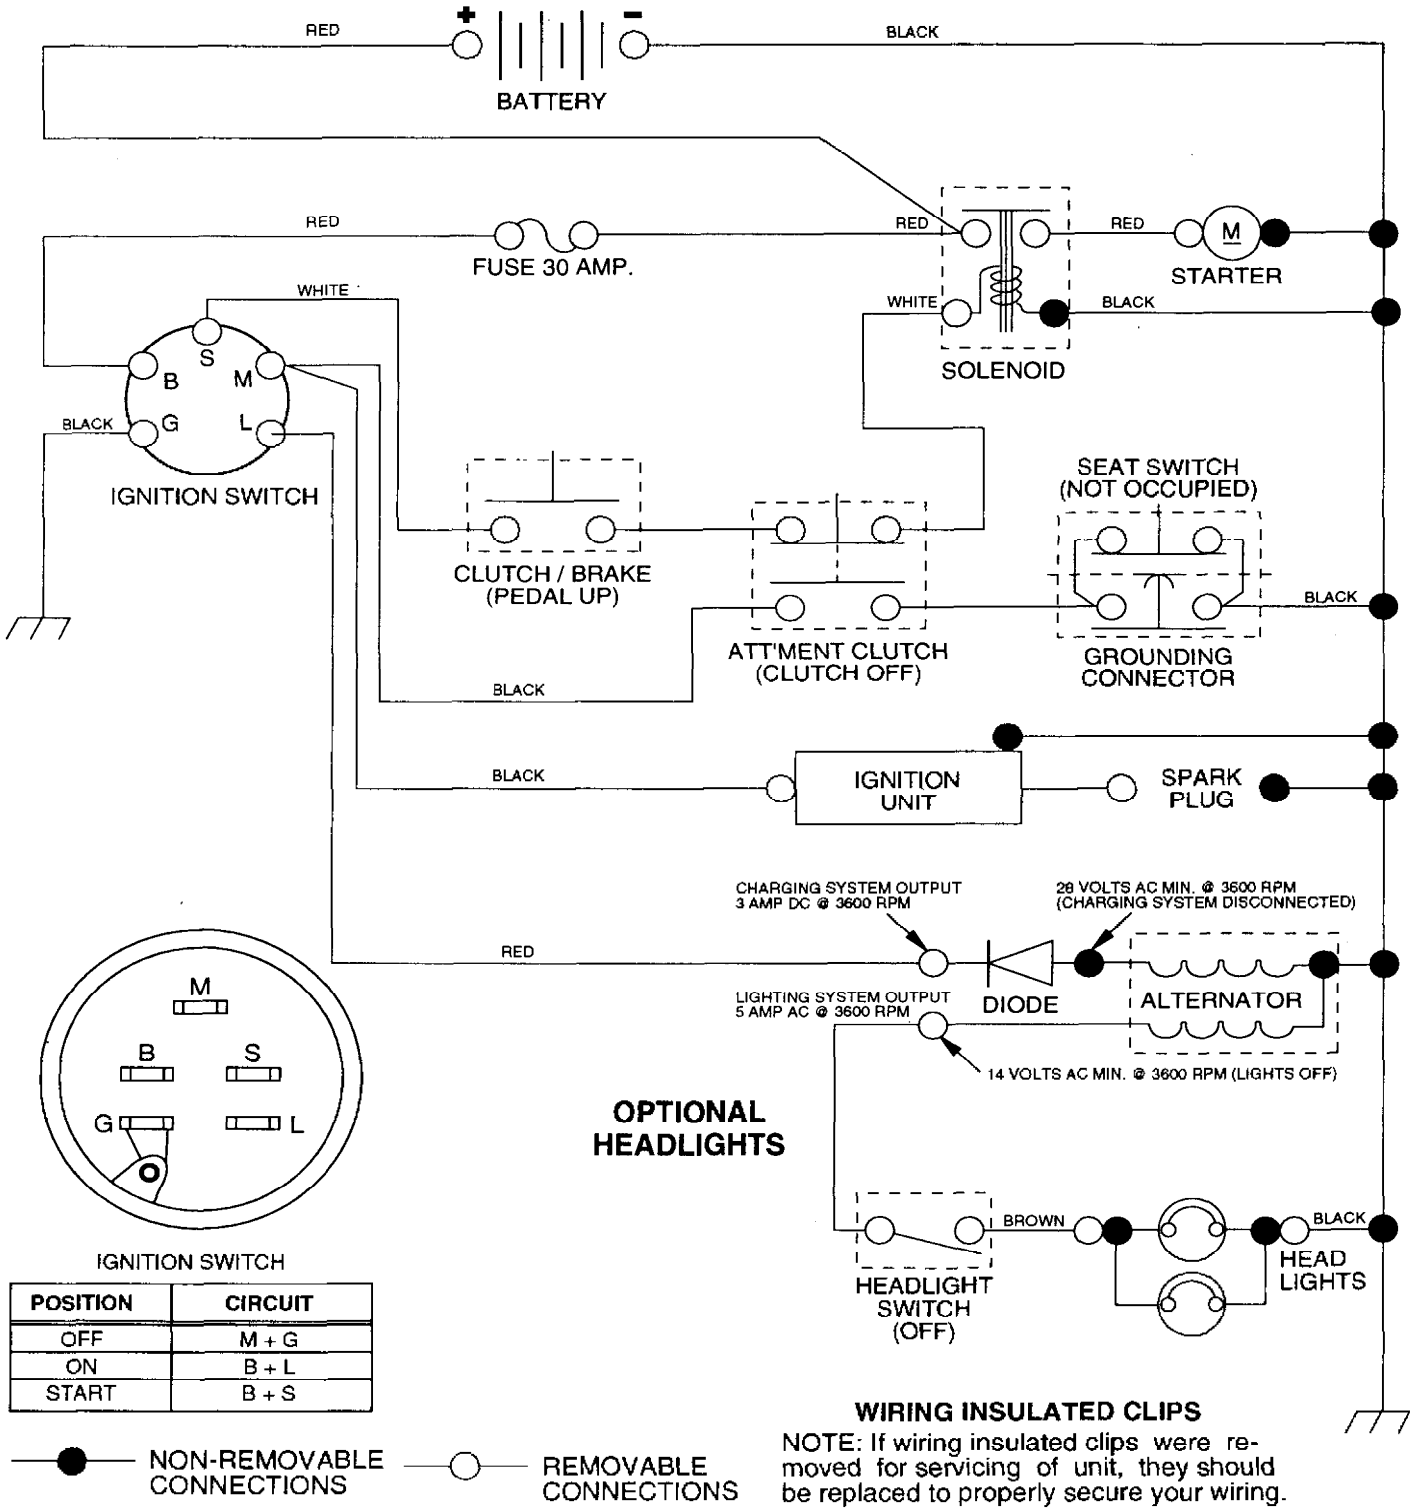 + −
RED
BLACK
BATTERY
RED
RED
RED
M
FUSE 30 AMP.
STARTER
WHITE
WHITE
BLACK
S
SOLENOID
B
M
BLACK
G
L
IGNITION SWITCH
SEAT SWITCH
(NOT OCCUPIED)
CLUTCH / BRAKE
(PEDAL UP)
BLACK
ATT'MENT CLUTCH
(CLUTCH OFF)
GROUNDING
CONNECTOR
BLACK
BLACK
IGNITION
UNIT
SPARK
PLUG
CHARGING SYSTEM OUTPUT
3 AMP DC @ 3600 RPM
28 VOLTS AC MIN. @ 3600 RPM
(CHARGING SYSTEM DISCONNECTED)
RED
DIODE
ALTERNATOR
LIGHTING SYSTEM OUTPUT
5 AMP AC @ 3600 RPM
14 VOLTS AC MIN. @ 3600 RPM (LIGHTS OFF)
M
B
S
G
L
OPTIONAL
HEADLIGHTS
BROWN
BLACK
HEAD
LIGHTS
HEADLIGHT
SWITCH
(OFF)
IGNITION SWITCH
POSITION CIRCUIT
OFF M + G
ON B + L
START B + S
NON-REMOVABLE
CONNECTIONS
REMOVABLE
CONNECTIONS
WIRING INSULATED CLIPS
NOTE: If wiring insulated clips were re-
moved for servicing of unit, they should
be replaced to properly secure your wiring.